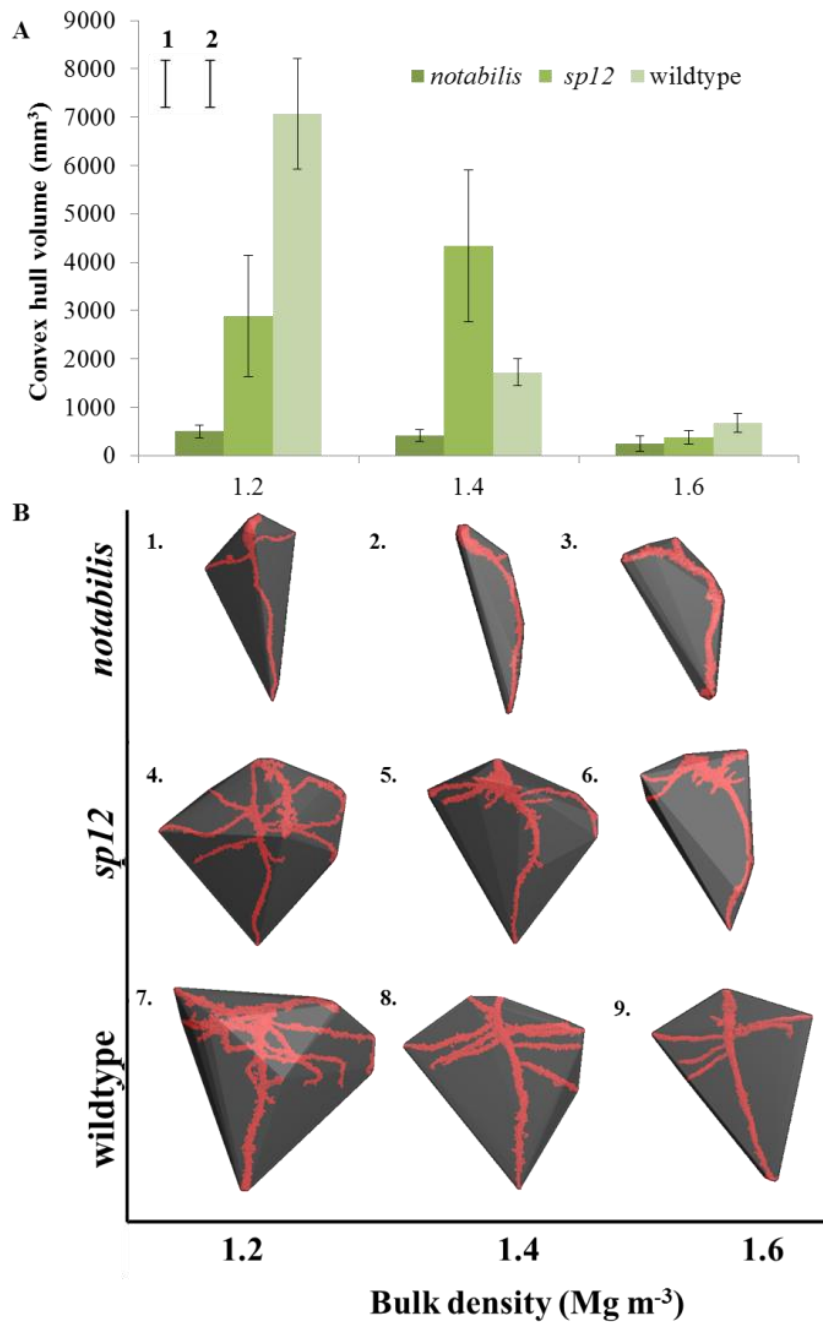 A
9000
8000
7000
6000
5000
4000
3000
2000
1000
0
Convex hull volume (mm³)
1 2
notabilis sp12 wildtype
1.2 1.4 1.6
B
notabilis
1. 2. 3.
sp12
4. 5. 6.
wildtype
7. 8. 9.
1.2 1.4 1.6
Bulk density (Mg m⁻³)